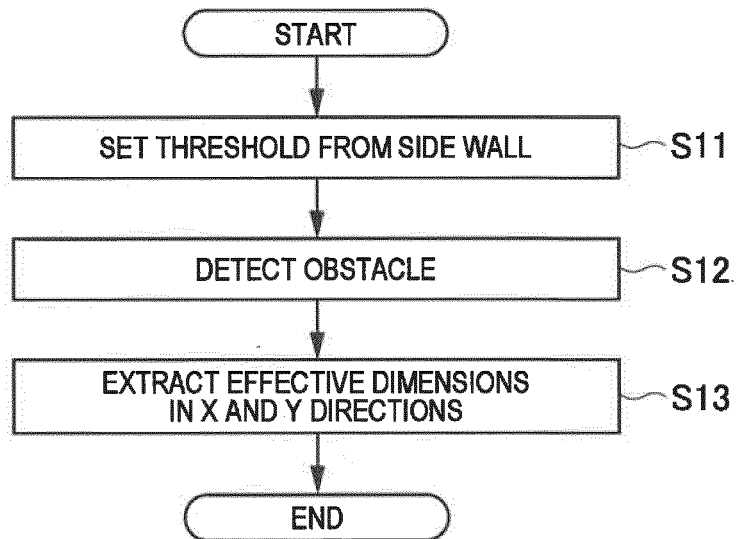 START
SET THRESHOLD FROM SIDE WALL
S11
DETECT OBSTACLE
S12
EXTRACT EFFECTIVE DIMENSIONS
IN X AND Y DIRECTIONS
S13
END